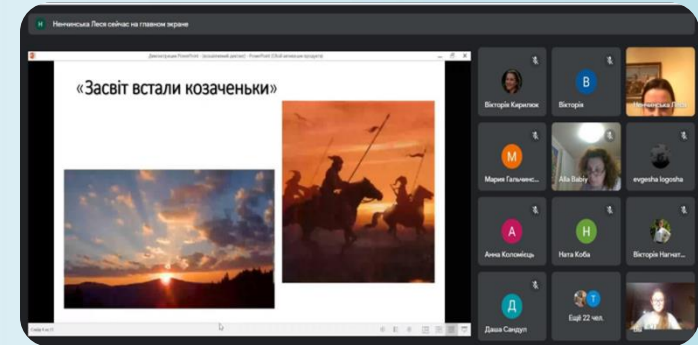 Н
Ненчинська Леся сейчас на главном экране
«Засвіт встали козаченьки»
Вікторія Кирилюк
В
Вікторія
Ненчинська Леся
М
Мария Гальчинс...
Alla Babiy
evgesha logosha
А
Анна Коломієць
Н
Ната Коба
Вікторія Нагнат...
Д
Даша Сандул
Т
Ещё 22 чел.